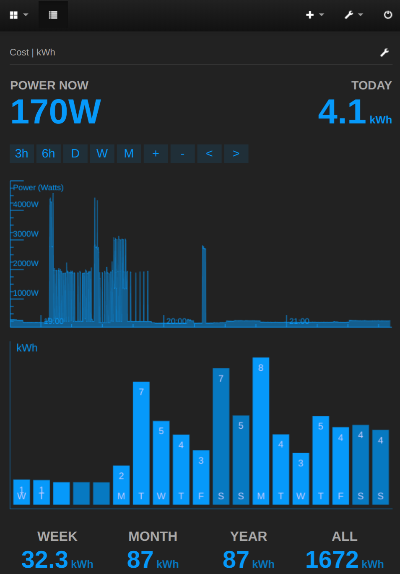 Cost | kWh
POWER NOW TODAY
170W 4.1 kWh
3h 6h D W M + - < >
Power (Watts)
4000W
3000W
2000W
1000W
19:00 20:00 21:00
kWh
1 1 2 7 5 4 3 7 5 8 4 3 5 4 4 4
W T M T W T F S S M T W T F S S
WEEK MONTH YEAR ALL
32.3 kWh 87 kWh 87 kWh 1672 kWh